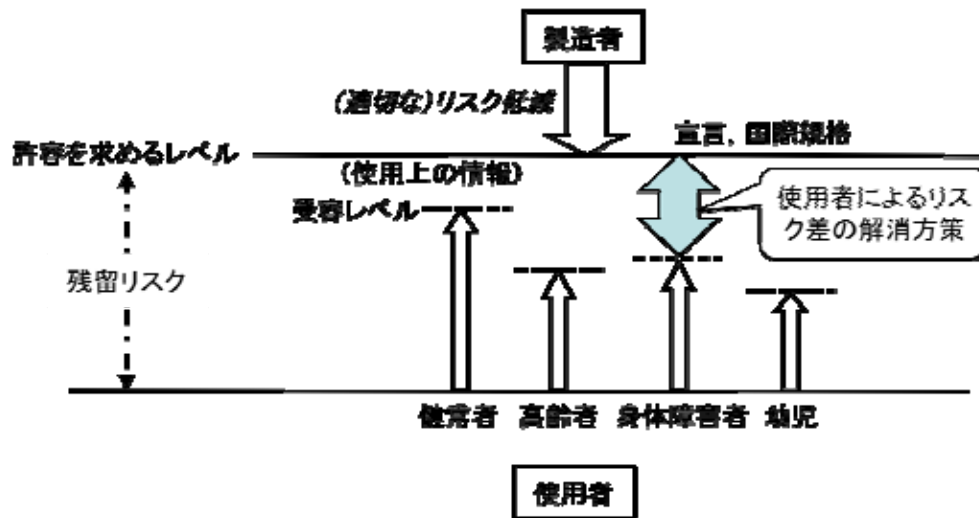 製造者
(適切な)リスク低減
宣言，国際規格
許容を求めるレベル
(使用上の情報)
受容レベル
使用者によるリス
ク差の解消方策
残留リスク
健常者 高齢者 身体障害者 幼児
使用者